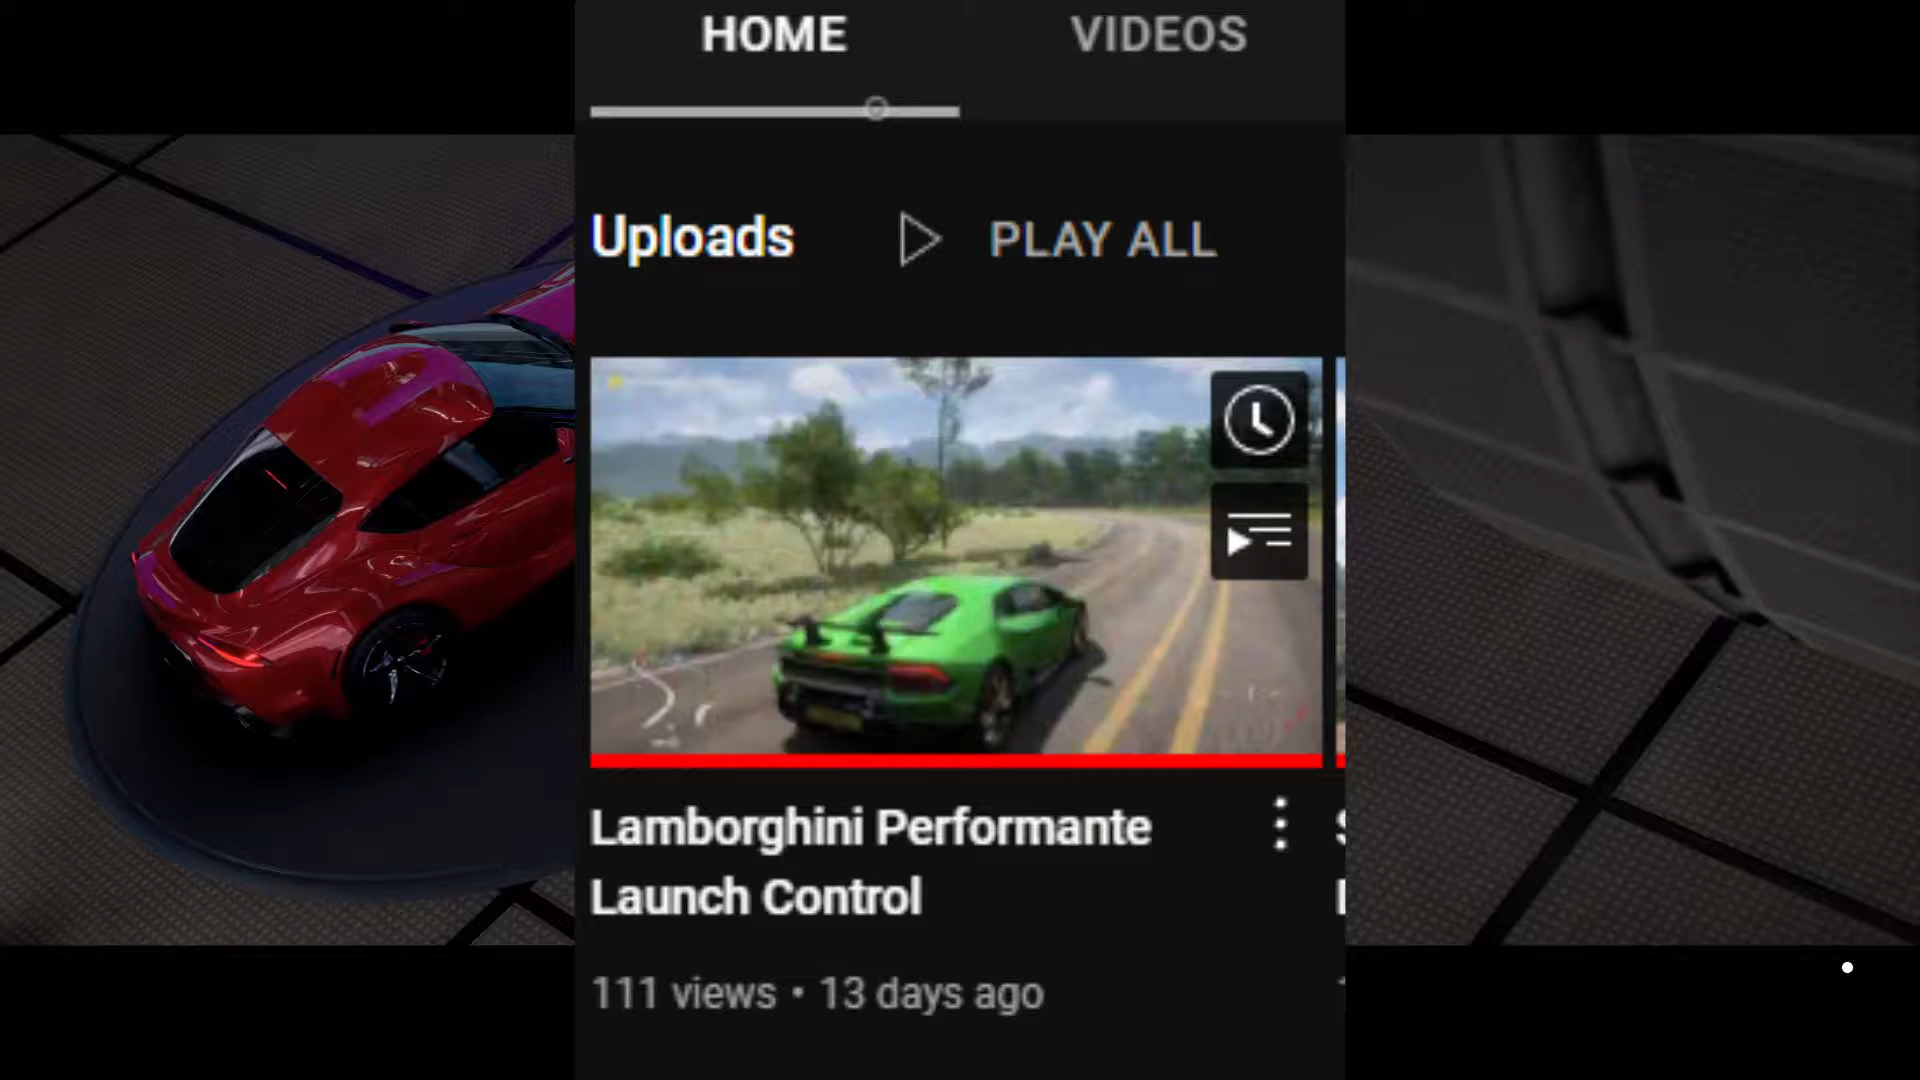 HOME VIDEOS
Uploads PLAY ALL
Lamborghini Performante
Launch Control
111 views • 13 days ago